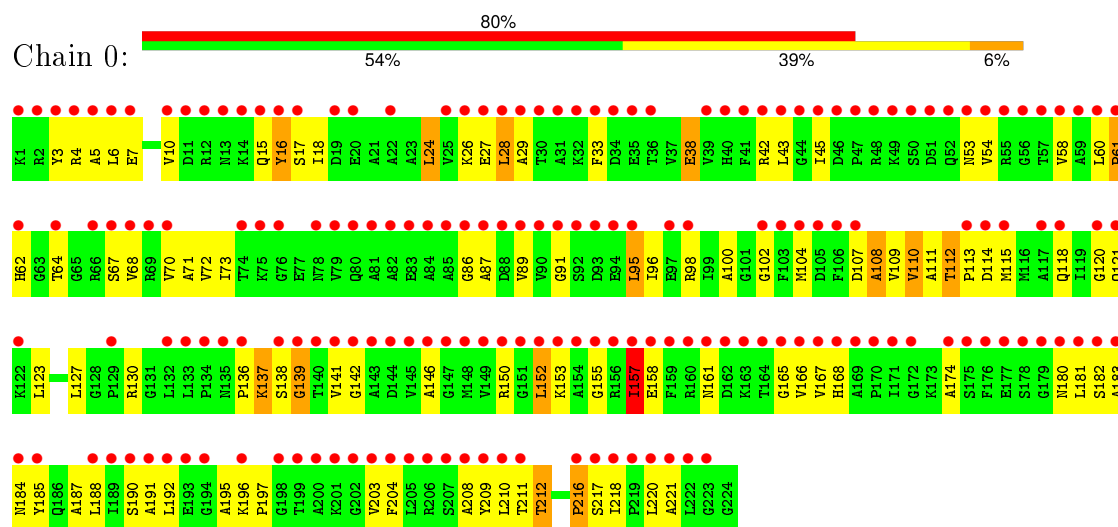 80%
Chain 0:
54% 39% 6%
K1 R2 Y3 R4 A5 L6 E7 V10 D11 R12 N13 K14 Q15 Y16 S17 I18 D19 E20 A21 A22 A23 L24 V25 K26 E27 L28 A29 T30 A31 K32 F33 D34 E35 T36 V37 E38 V39 H40 F41 R42 L43 G44 I45 D46 P47 R48 K49 S50 D51 Q52 N53 V54 R55 G56 T57 V58 A59 L60 P61
H62 G63 T64 G65 R66 S67 V68 R69 V70 A71 V72 I73 T74 K75 G76 E77 N78 V79 Q80 A81 A82 E83 A84 A85 G86 A87 D88 V89 V90 G91 S92 D93 E94 L95 I96 E97 R98 I99 A100 G101 G102 F103 M104 D105 F106 D107 A108 V109 V110 A111 T112 P113 D114 M115 M116 A117 Q118 I119 G120
K122 L123 L127 G128 P129 R130 G131 L132 L133 P134 N135 P136 K137 S138 G139 T140 V141 G142 A143 D144 V145 A146 G147 M148 V149 R150 G151 L152 K153 A154 G155 R156 I157 E158 F159 R160 N161 D162 K163 T164 G165 V166 V167 H168 A169 P170 I171 G172 K173 A174 S175 F176 E177 S178 G179 N180 L181 S182 A183
N184 Y185 Q186 A187 L188 I189 S190 A191 L192 E193 G194 A195 K196 P197 G198 T199 A200 K201 G202 V203 F204 L205 R206 S207 A208 Y209 L210 T211 T212 P216 S217 I218 P219 L220 A221 L222 G223 G224